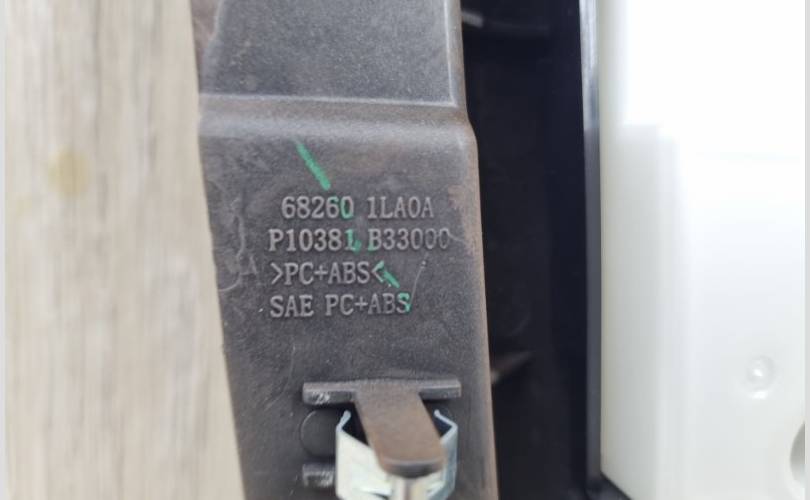 68260 1LA0A
P10381 B33000
>PC+ABS<
SAE PC+ABS